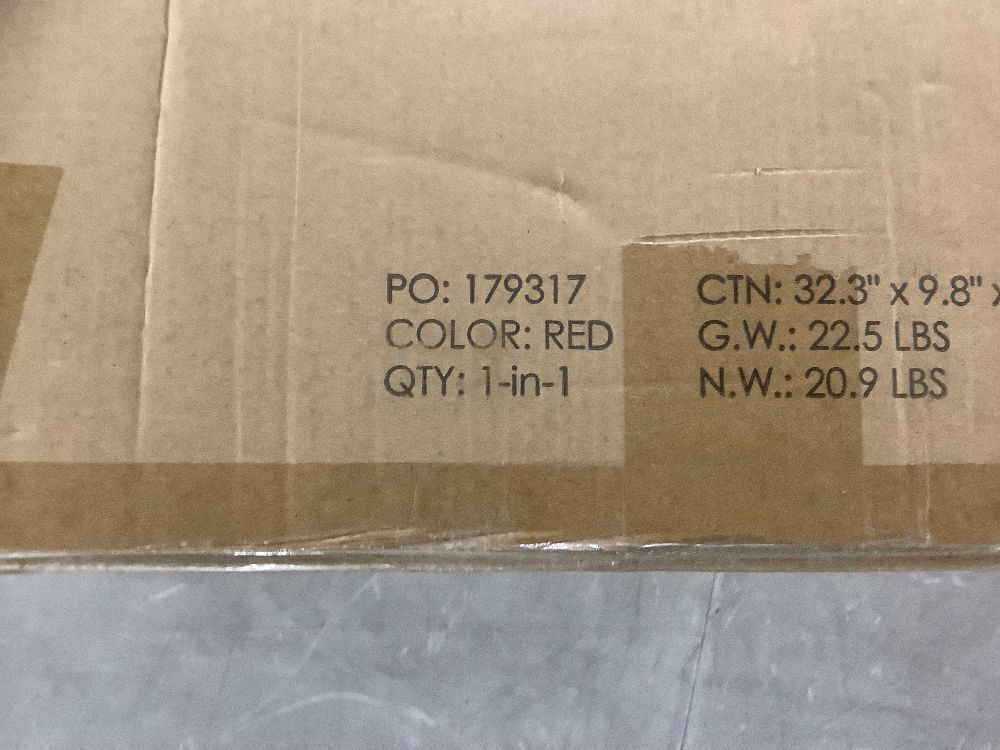 PO: 179317
COLOR: RED
QTY: 1-in-1
CTN: 32.3" x 9.8" x
G.W.: 22.5 LBS
N.W.: 20.9 LBS